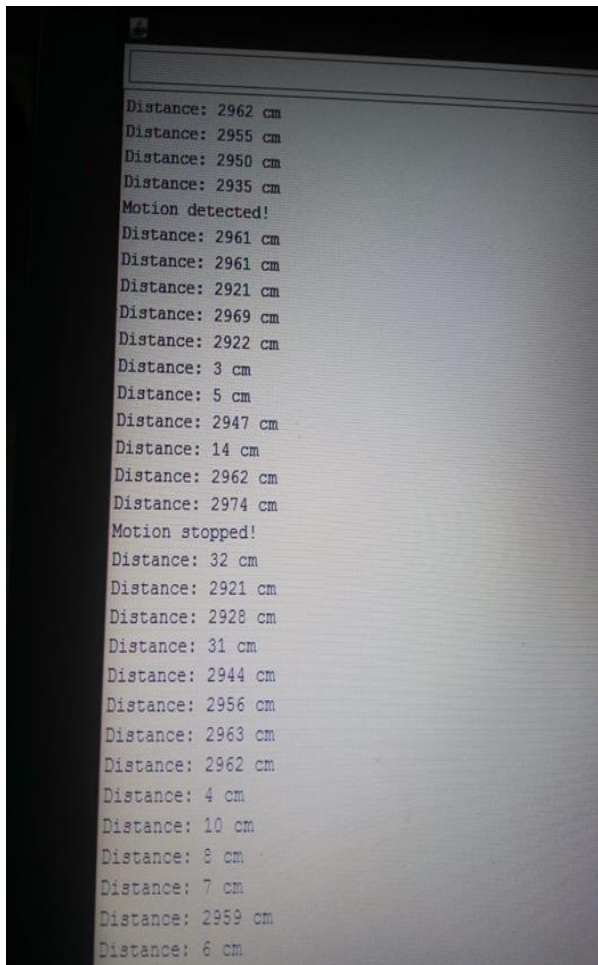 Distance: 2962 cm
Distance: 2955 cm
Distance: 2950 cm
Distance: 2935 cm
Motion detected!
Distance: 2961 cm
Distance: 2961 cm
Distance: 2921 cm
Distance: 2969 cm
Distance: 2922 cm
Distance: 3 cm
Distance: 5 cm
Distance: 2947 cm
Distance: 14 cm
Distance: 2962 cm
Distance: 2974 cm
Motion stopped!
Distance: 32 cm
Distance: 2921 cm
Distance: 2928 cm
Distance: 31 cm
Distance: 2944 cm
Distance: 2956 cm
Distance: 2963 cm
Distance: 2962 cm
Distance: 4 cm
Distance: 10 cm
Distance: 8 cm
Distance: 7 cm
Distance: 2959 cm
Distance: 6 cm